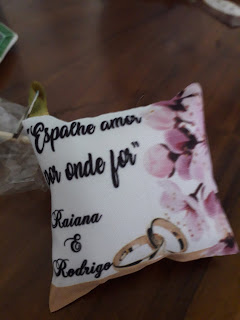 "Espalhe amor
por onde for"
Raiana
E
Rodrigo